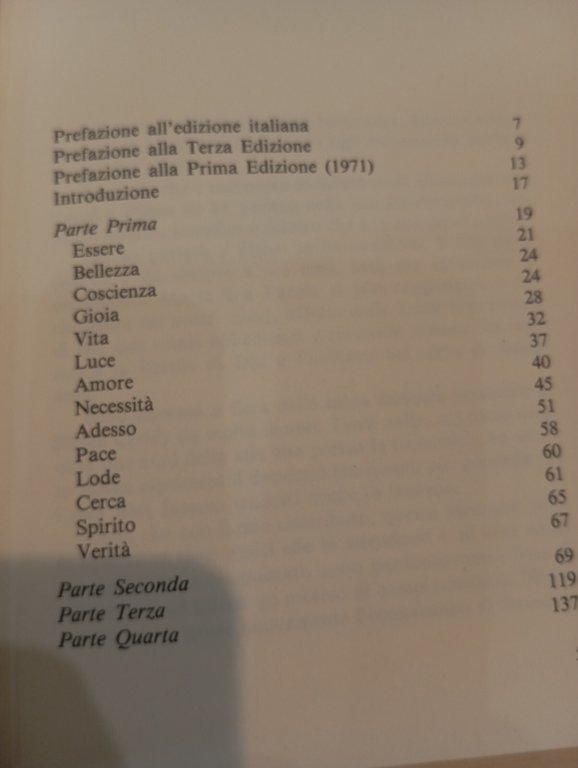 Prefazione all'edizione italiana 7
Prefazione alla Terza Edizione 9
Prefazione alla Prima Edizione (1971) 13
Introduzione 17
Parte Prima 19
Essere 21
Bellezza 24
Coscienza 24
Gioia 28
Vita 32
Luce 37
Amore 40
Necessità 45
Adesso 51
Pace 58
Lode 60
Cerca 61
Spirito 65
Verità 67
Parte Seconda 69
Parte Terza 119
Parte Quarta 137